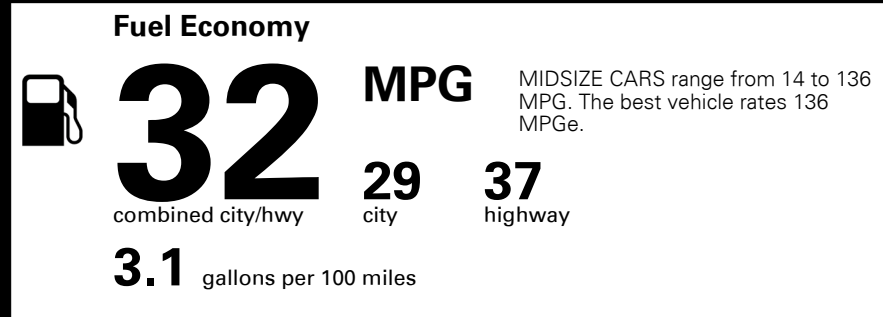 Fuel Economy
32 MPG
MIDSIZE CARS range from 14 to 136
MPG. The best vehicle rates 136
MPGe.
combined city/hwy
29
city
37
highway
3.1 gallons per 100 miles